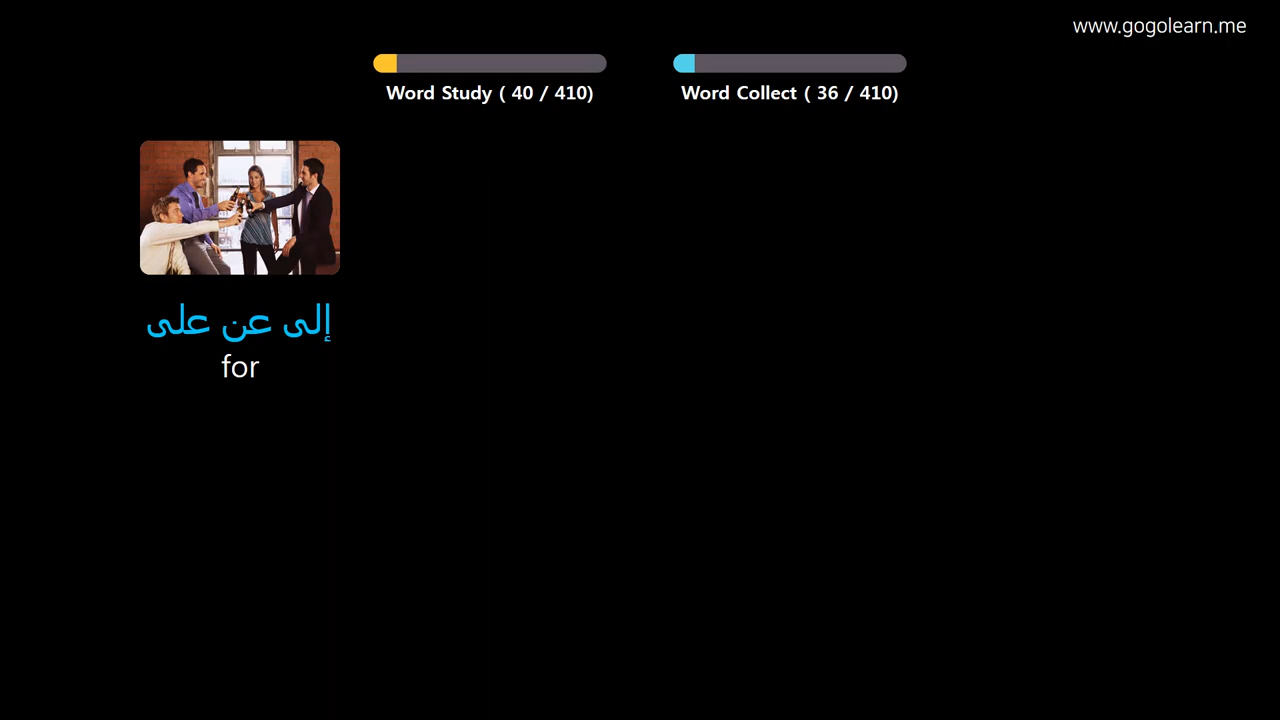 www.gogolearn.me
Word Study ( 40 / 410)
Word Collect ( 36 / 410)
إلى عن على
for